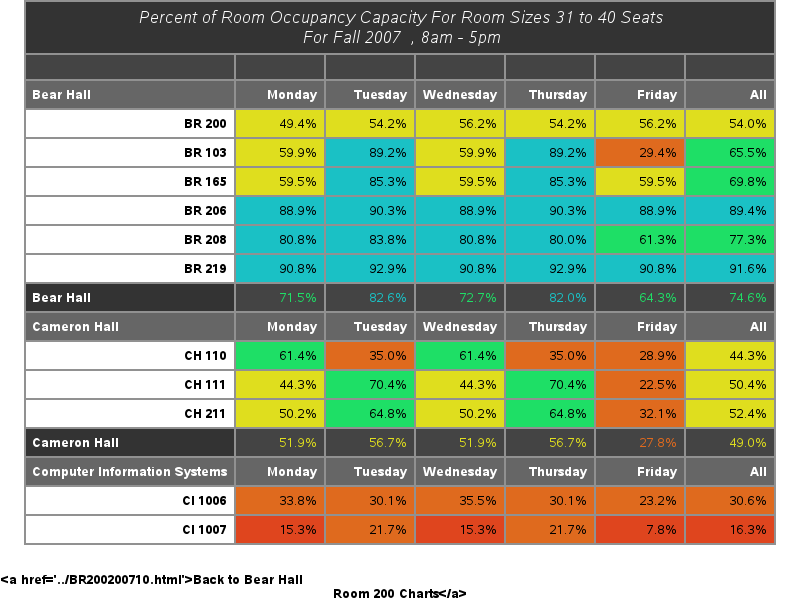 Percent of Room Occupancy Capacity For Room Sizes 31 to 40 Seats
For Fall 2007 , 8am - 5pm
Bear Hall Monday Tuesday Wednesday Thursday Friday All
BR 200 49.4% 54.2% 56.2% 54.2% 56.2% 54.0%
BR 103 59.9% 89.2% 59.9% 89.2% 29.4% 65.5%
BR 165 59.5% 85.3% 59.5% 85.3% 59.5% 69.8%
BR 206 88.9% 90.3% 88.9% 90.3% 88.9% 89.4%
BR 208 80.8% 83.8% 80.8% 80.0% 61.3% 77.3%
BR 219 90.8% 92.9% 90.8% 92.9% 90.8% 91.6%
Bear Hall 71.5% 82.6% 72.7% 82.0% 64.3% 74.6%
Cameron Hall Monday Tuesday Wednesday Thursday Friday All
CH 110 61.4% 35.0% 61.4% 35.0% 28.9% 44.3%
CH 111 44.3% 70.4% 44.3% 70.4% 22.5% 50.4%
CH 211 50.2% 64.8% 50.2% 64.8% 32.1% 52.4%
Cameron Hall 51.9% 56.7% 51.9% 56.7% 27.8% 49.0%
Computer Information Systems Monday Tuesday Wednesday Thursday Friday All
CI 1006 33.8% 30.1% 35.5% 30.1% 23.2% 30.6%
CI 1007 15.3% 21.7% 15.3% 21.7% 7.8% 16.3%
<a href='../BR200200710.html'>Back to Bear Hall
Room 200 Charts</a>